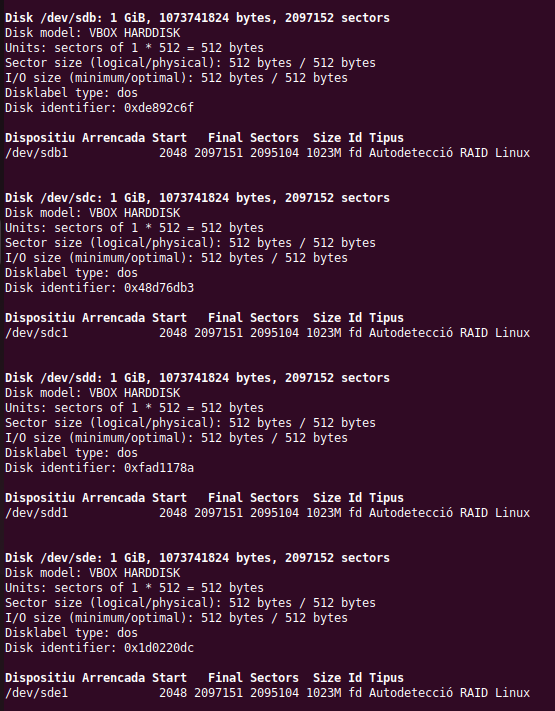 Disk /dev/sdb: 1 GiB, 1073741824 bytes, 2097152 sectors
Disk model: VBOX HARDDISK
Units: sectors of 1 * 512 = 512 bytes
Sector size (logical/physical): 512 bytes / 512 bytes
I/O size (minimum/optimal): 512 bytes / 512 bytes
Disklabel type: dos
Disk identifier: 0xde892c6f
Dispositiu Arrencada Start   Final Sectors  Size Id Tipus
/dev/sdb1             2048 2097151 2095104 1023M fd Autodetecció RAID Linux
Disk /dev/sdc: 1 GiB, 1073741824 bytes, 2097152 sectors
Disk model: VBOX HARDDISK
Units: sectors of 1 * 512 = 512 bytes
Sector size (logical/physical): 512 bytes / 512 bytes
I/O size (minimum/optimal): 512 bytes / 512 bytes
Disklabel type: dos
Disk identifier: 0x48d76db3
Dispositiu Arrencada Start   Final Sectors  Size Id Tipus
/dev/sdc1             2048 2097151 2095104 1023M fd Autodetecció RAID Linux
Disk /dev/sdd: 1 GiB, 1073741824 bytes, 2097152 sectors
Disk model: VBOX HARDDISK
Units: sectors of 1 * 512 = 512 bytes
Sector size (logical/physical): 512 bytes / 512 bytes
I/O size (minimum/optimal): 512 bytes / 512 bytes
Disklabel type: dos
Disk identifier: 0xfad1178a
Dispositiu Arrencada Start   Final Sectors  Size Id Tipus
/dev/sdd1             2048 2097151 2095104 1023M fd Autodetecció RAID Linux
Disk /dev/sde: 1 GiB, 1073741824 bytes, 2097152 sectors
Disk model: VBOX HARDDISK
Units: sectors of 1 * 512 = 512 bytes
Sector size (logical/physical): 512 bytes / 512 bytes
I/O size (minimum/optimal): 512 bytes / 512 bytes
Disklabel type: dos
Disk identifier: 0x1d0220dc
Dispositiu Arrencada Start   Final Sectors  Size Id Tipus
/dev/sde1             2048 2097151 2095104 1023M fd Autodetecció RAID Linux